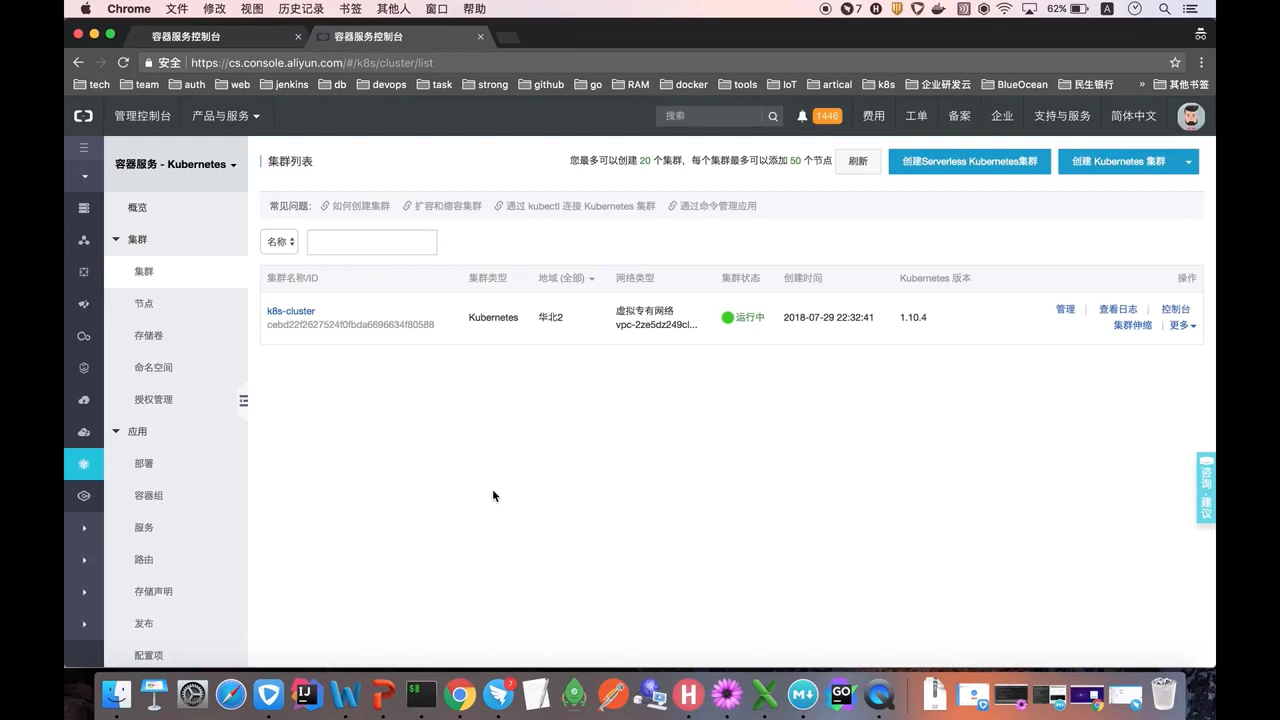 Chrome 文件 修改 视图 历史记录 书签 其他人 窗口 帮助 7 62% A
容器服务控制台 × 容器服务控制台 ×
安全 https://cs.console.aliyun.com/#/k8s/cluster/list
tech team auth web jenkins db devops task strong github go RAM docker tools IoT artical k8s 企业研发云 BlueOcean 民生银行 » 其他书签
管理控制台 产品与服务 搜索 1446 费用 工单 备案 企业 支持与服务 简体中文
容器服务 - Kubernetes
概览
集群
集群
节点
存储卷
命名空间
授权管理
应用
部署
容器组
服务
路由
存储声明
发布
配置项
集群列表 您最多可以创建 20 个集群，每个集群最多可以添加 50 个节点 刷新 创建Serverless Kubernetes集群 创建 Kubernetes 集群
常见问题: 如何创建集群 扩容和缩容集群 通过 kubectl 连接 Kubernetes 集群 通过命令管理应用
名称
集群名称/ID 集群类型 地域 (全部) 网络类型 集群状态 创建时间 Kubernetes 版本 操作
k8s-cluster
cebd22f2627524f0fbda6696634f80588
Kubernetes 华北2
虚拟专有网络
vpc-2ze5dz249cl...
运行中 2018-07-29 22:32:41 1.10.4
管理 | 查看日志 | 控制台
集群伸缩 | 更多
咨询·建议
7